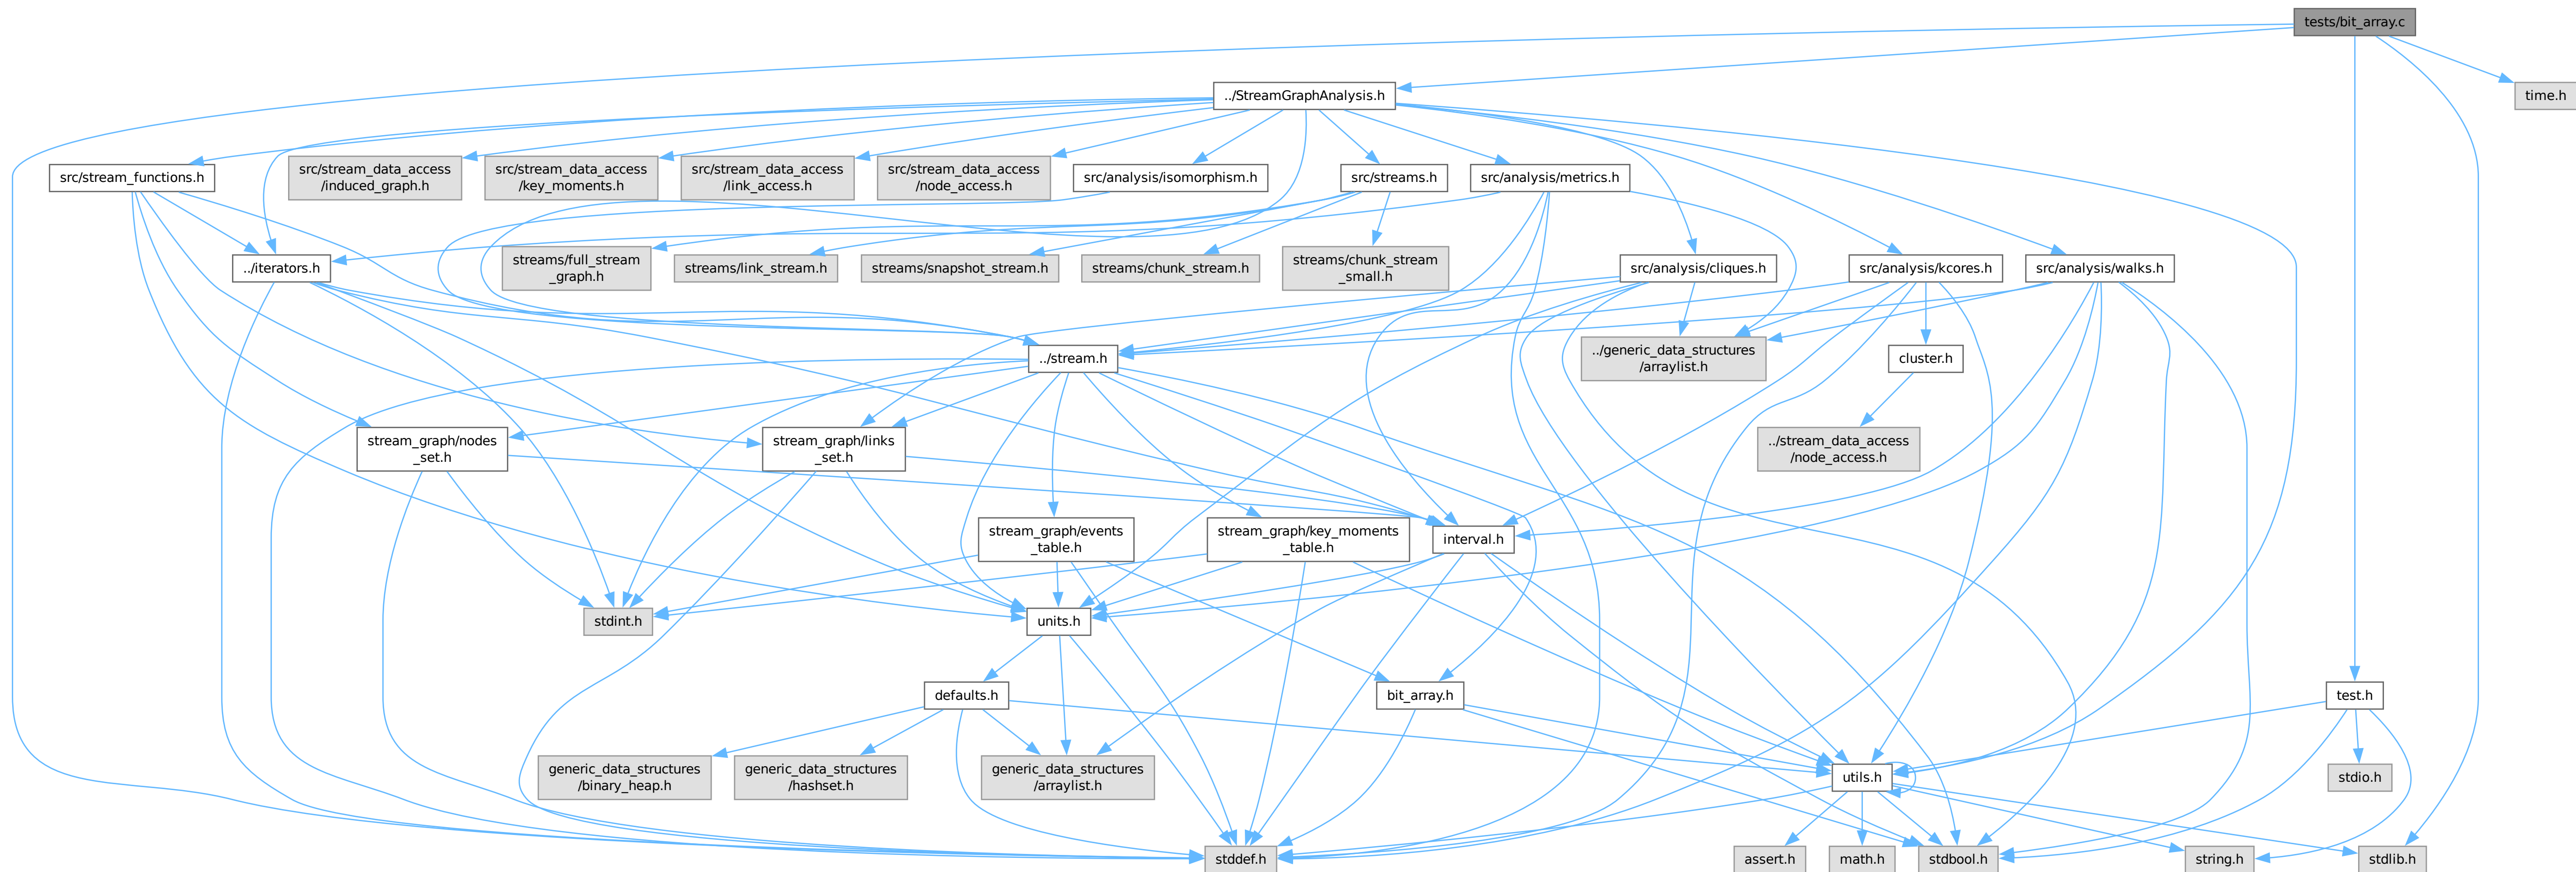 tests/bit_array.c
../StreamGraphAnalysis.h
time.h
src/stream_functions.h
src/stream_data_access
/induced_graph.h
src/stream_data_access
/key_moments.h
src/stream_data_access
/link_access.h
src/stream_data_access
/node_access.h
src/analysis/isomorphism.h
src/streams.h
src/analysis/metrics.h
../iterators.h
streams/full_stream
_graph.h
streams/link_stream.h
streams/snapshot_stream.h
streams/chunk_stream.h
streams/chunk_stream
_small.h
src/analysis/cliques.h
src/analysis/kcores.h
src/analysis/walks.h
../stream.h
../generic_data_structures
/arraylist.h
cluster.h
stream_graph/nodes
_set.h
stream_graph/links
_set.h
../stream_data_access
/node_access.h
stream_graph/events
_table.h
stream_graph/key_moments
_table.h
interval.h
stdint.h
units.h
defaults.h
bit_array.h
test.h
generic_data_structures
/binary_heap.h
generic_data_structures
/hashset.h
generic_data_structures
/arraylist.h
utils.h
stdio.h
stddef.h
assert.h
math.h
stdbool.h
string.h
stdlib.h